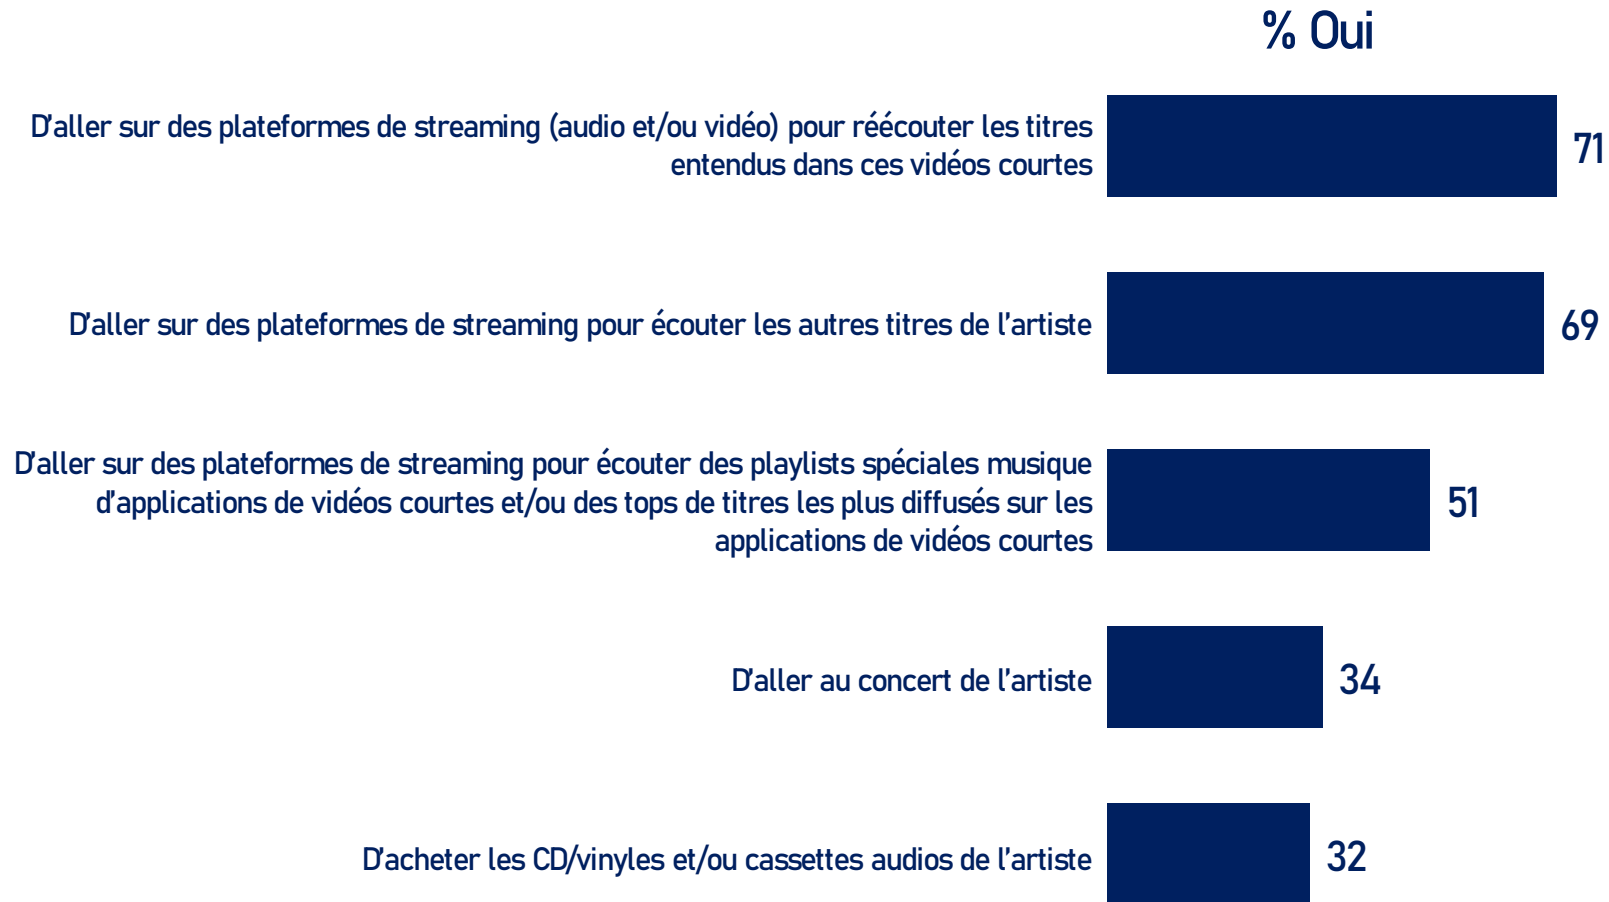 % Oui
D'aller sur des plateformes de streaming (audio et/ou vidéo) pour réécouter les titres
entendus dans ces vidéos courtes
71
D'aller sur des plateformes de streaming pour écouter les autres titres de l'artiste
69
D'aller sur des plateformes de streaming pour écouter des playlists spéciales musique
d'applications de vidéos courtes et/ou des tops de titres les plus diffusés sur les
applications de vidéos courtes
51
D'aller au concert de l'artiste
34
D'acheter les CD/vinyles et/ou cassettes audios de l'artiste
32